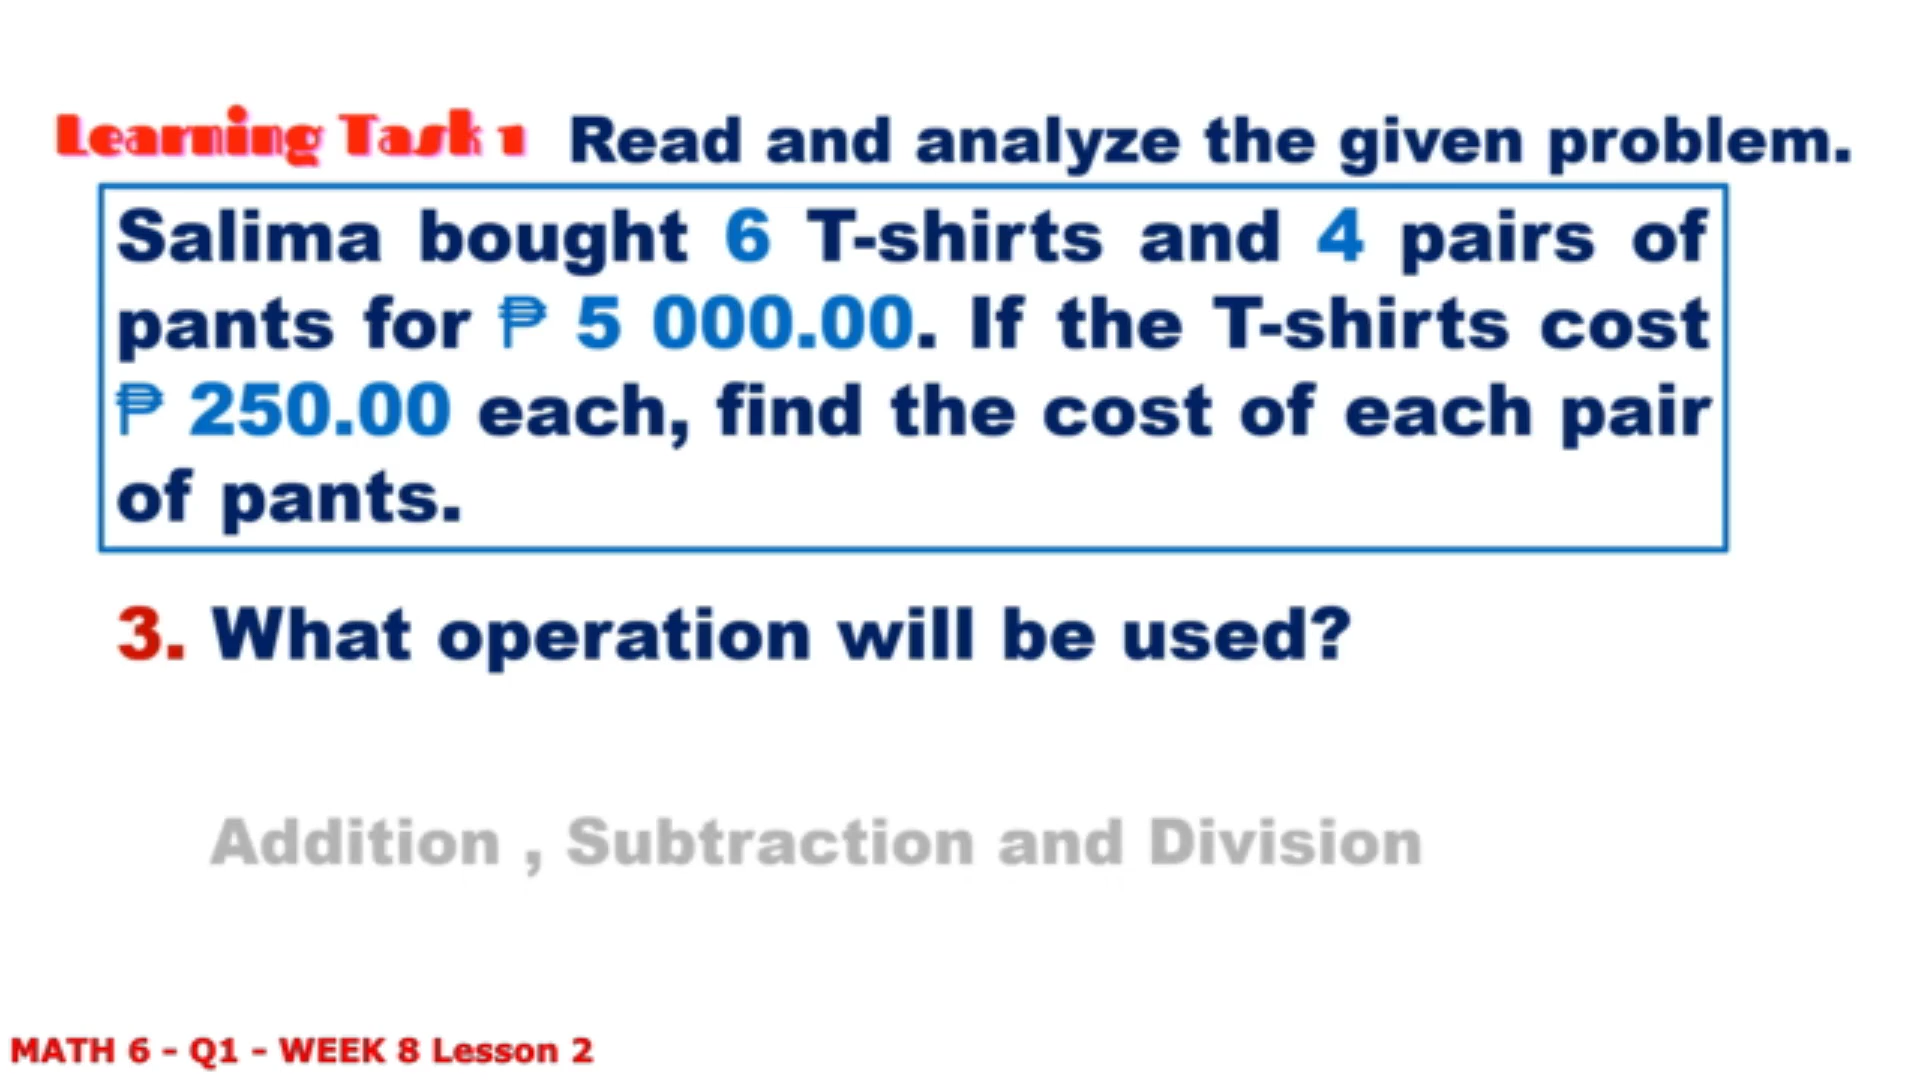 Learning Task 1 Read and analyze the given problem.
Salima bought 6 T-shirts and 4 pairs of
pants for ₱ 5 000.00. If the T-shirts cost
₱ 250.00 each, find the cost of each pair
of pants.
3. What operation will be used?
Addition , Subtraction and Division
MATH 6 - Q1 - WEEK 8 Lesson 2